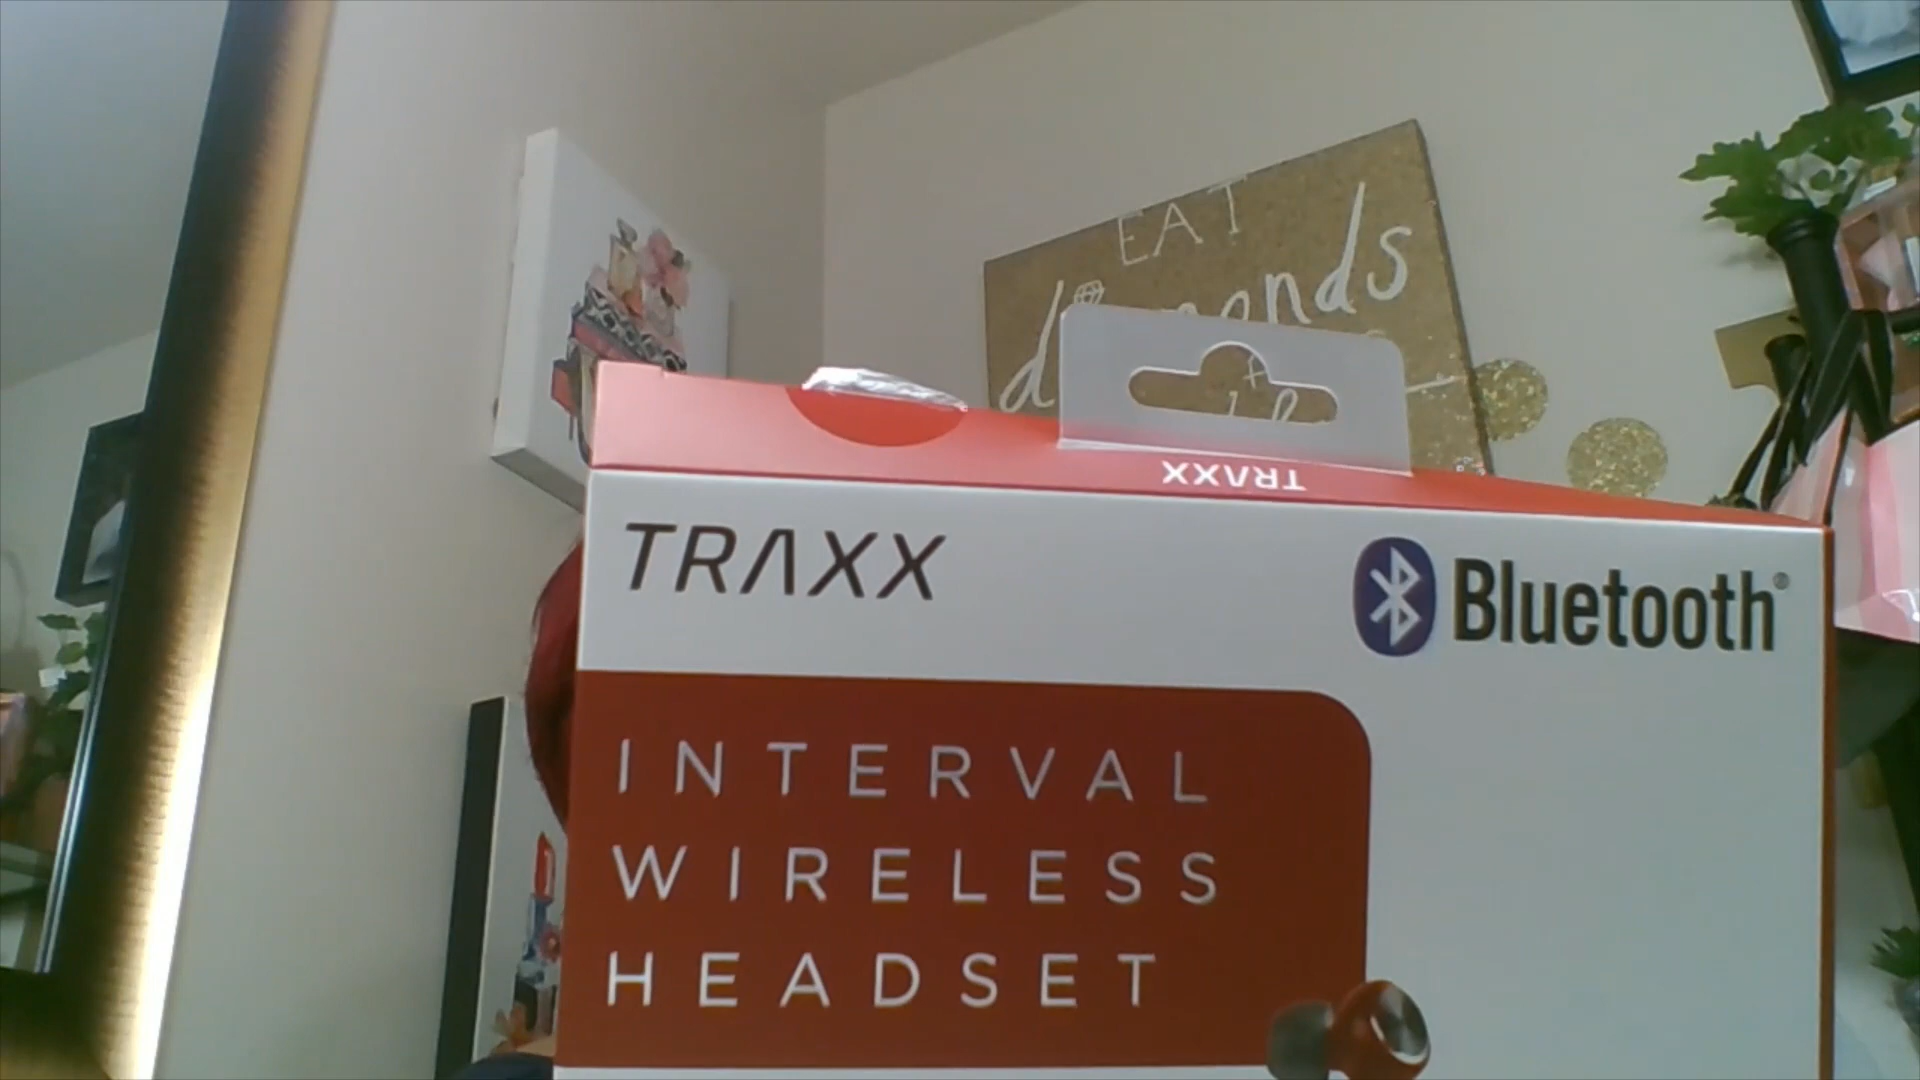 EAT
TRAXX
TRAXX
Bluetooth®
INTERVAL
WIRELESS
HEADSET